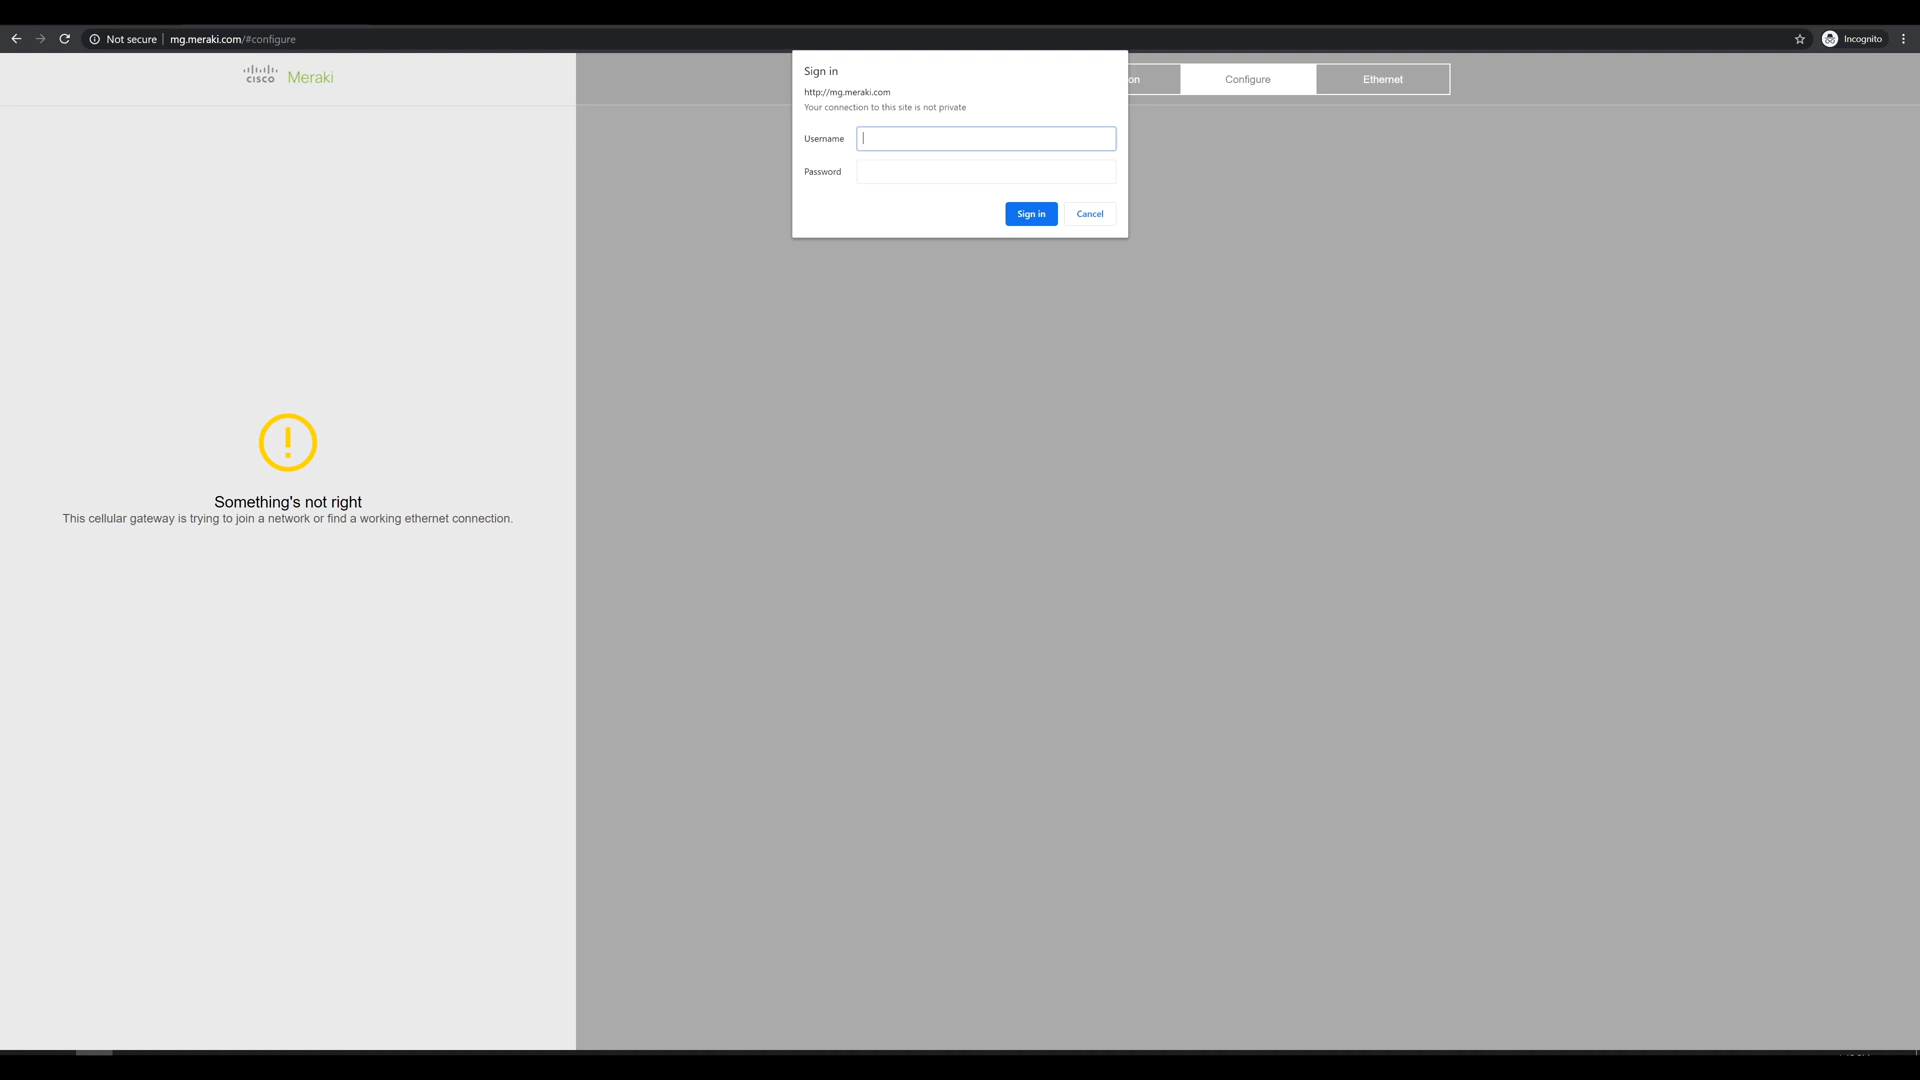 Not secure | mg.meraki.com/#configure
Incognito
cisco Meraki
Sign in
http://mg.meraki.com
Your connection to this site is not private
Username
Password
Sign in
Cancel
on
Configure
Ethernet
Something's not right
This cellular gateway is trying to join a network or find a working ethernet connection.